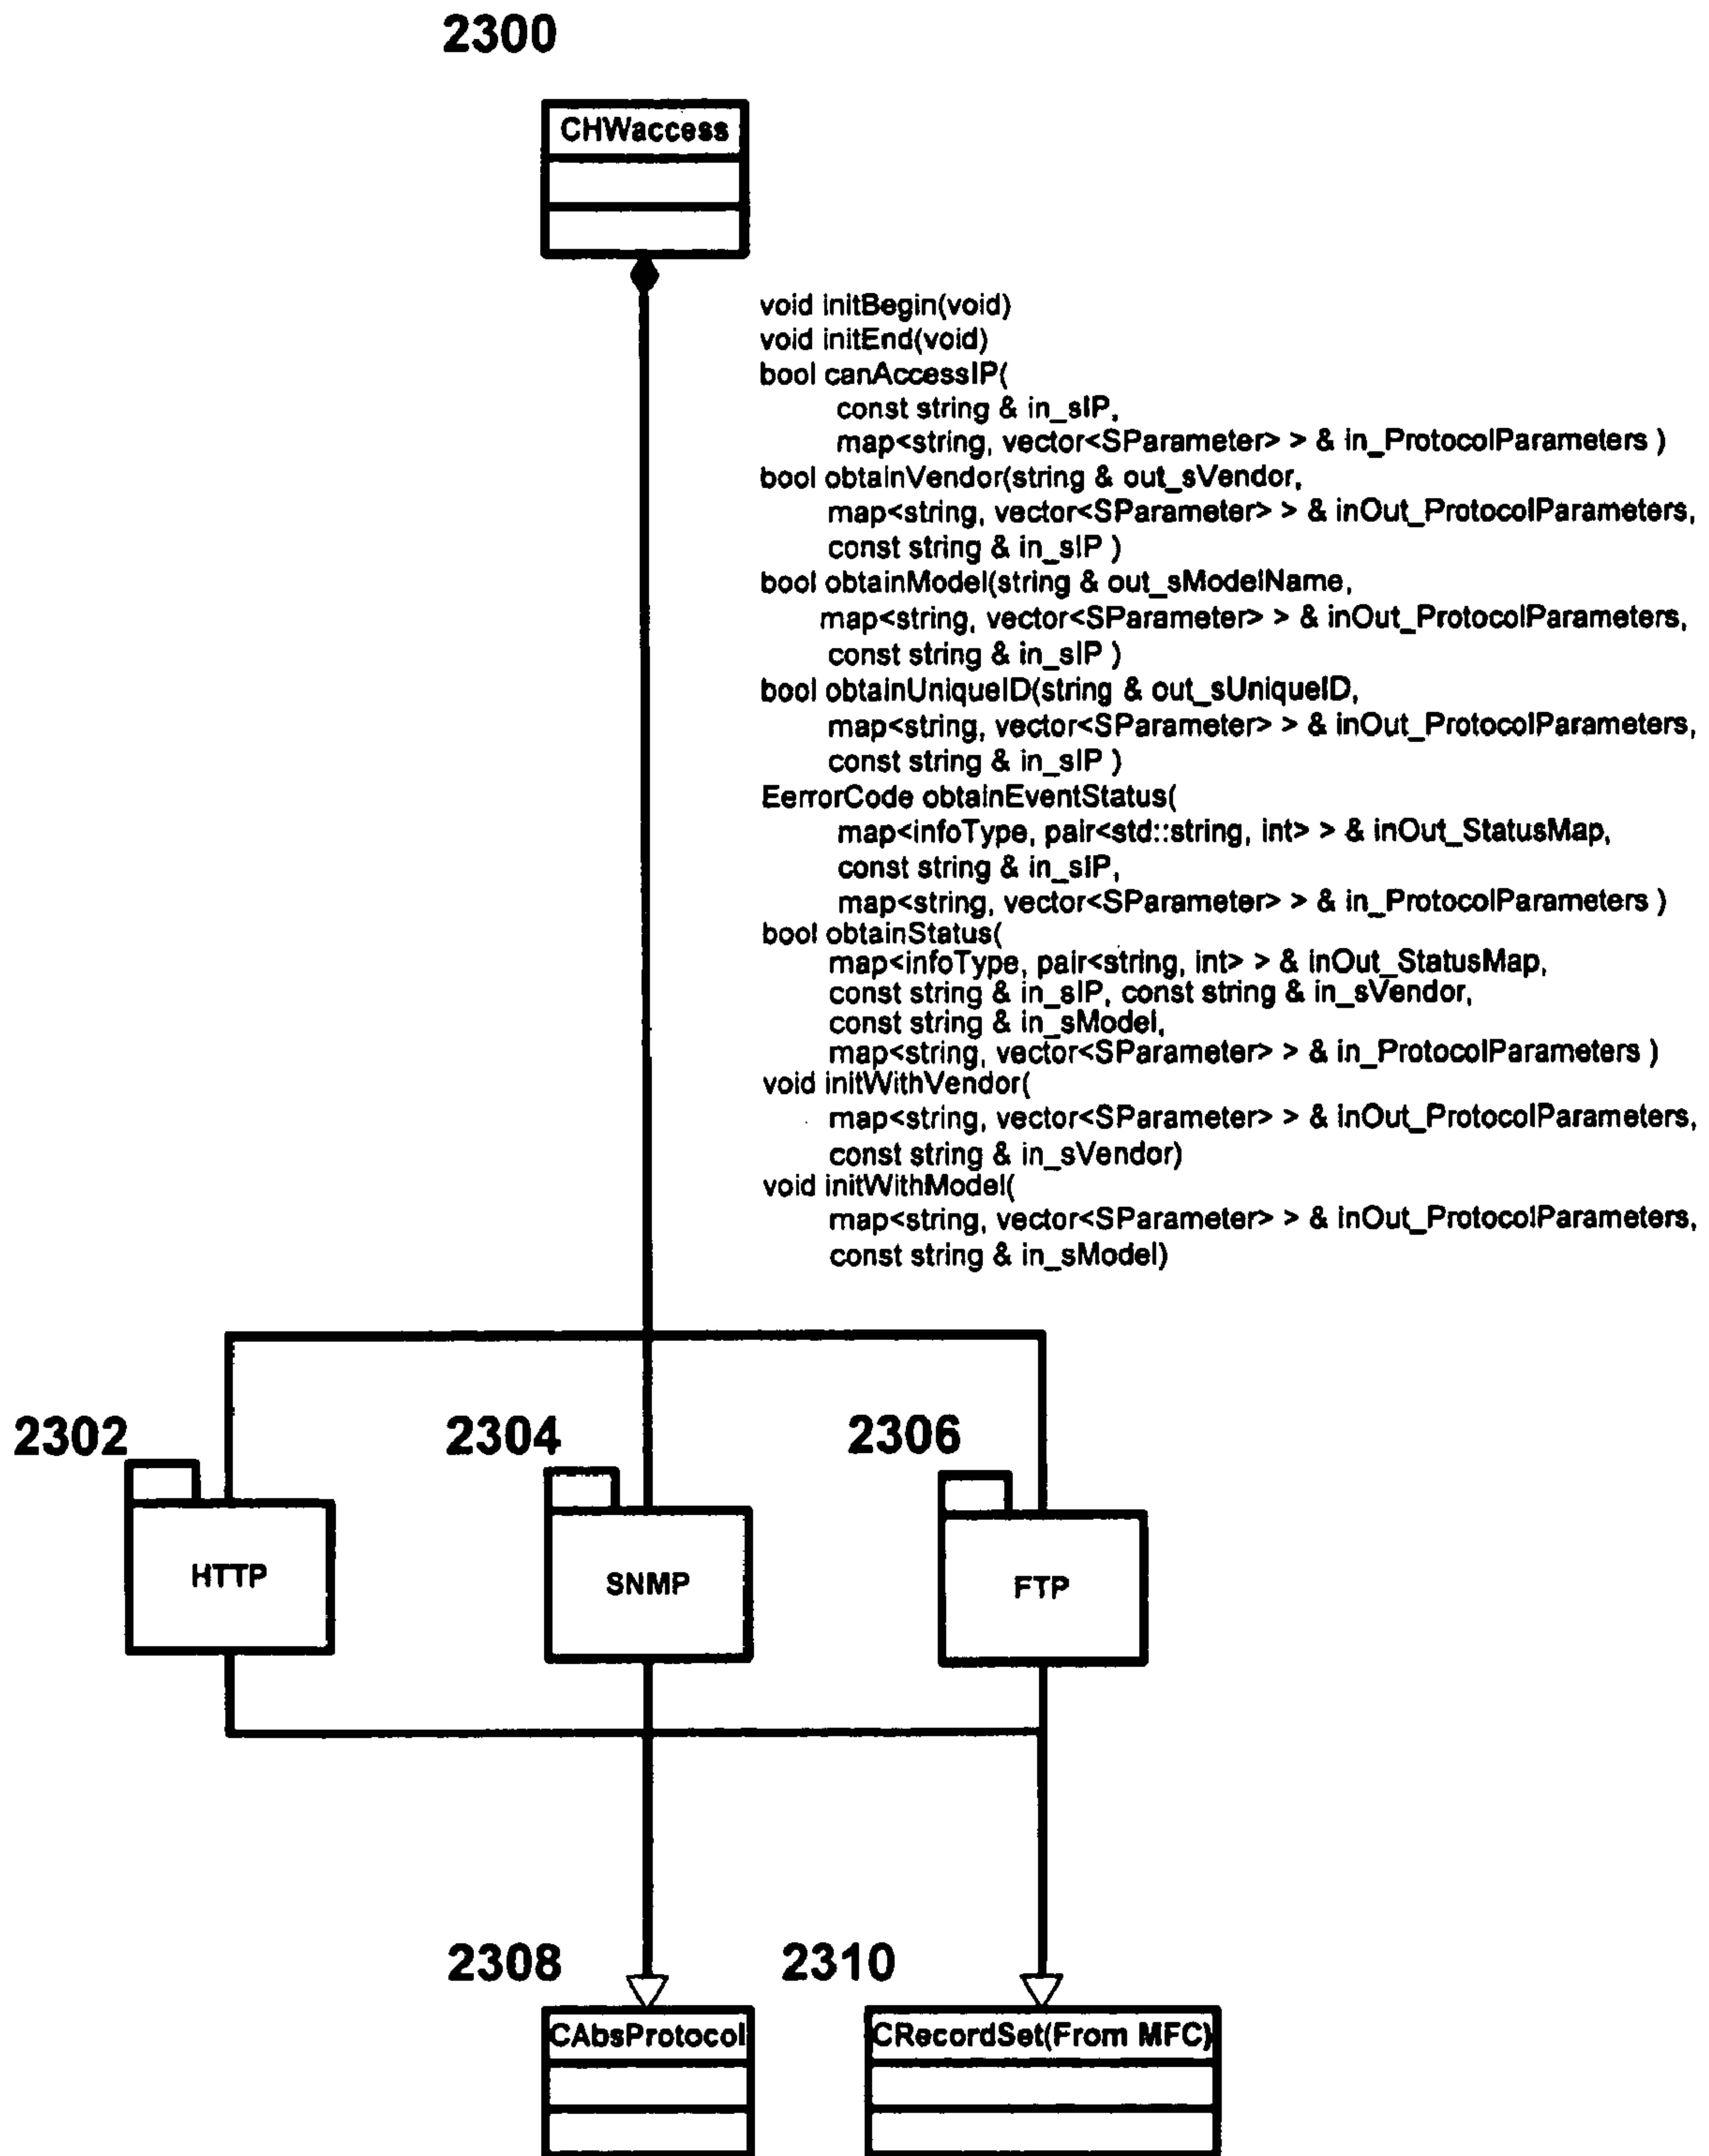 2300
CHWaccess
void initBegin(void)
void initEnd(void)
bool canAccessIP(
const string & in_sIP,
map<string, vector<SParameter> > & in_ProtocolParameters )
bool obtainVendor(string & out_sVendor,
map<string, vector<SParameter> > & inOut_ProtocolParameters,
const string & in_sIP )
bool obtainModel(string & out_sModelName,
map<string, vector<SParameter> > & inOut_ProtocolParameters,
const string & in_sIP )
bool obtainUniqueID(string & out_sUniqueID,
map<string, vector<SParameter> > & inOut_ProtocolParameters,
const string & in_sIP )
EerrorCode obtainEventStatus(
map<infoType, pair<std::string, int> > & inOut_StatusMap,
const string & in_sIP,
map<string, vector<SParameter> > & in_ProtocolParameters )
bool obtainStatus(
map<infoType, pair<string, int> > & inOut_StatusMap,
const string & in_sIP, const string & in_sVendor,
const string & in_sModel,
map<string, vector<SParameter> > & in_ProtocolParameters )
void initWithVendor(
map<string, vector<SParameter> > & inOut_ProtocolParameters,
const string & in_sVendor)
void initWithModel(
map<string, vector<SParameter> > & inOut_ProtocolParameters,
const string & in_sModel)
2302
2304
2306
HTTP
SNMP
FTP
2308
2310
CAbsProtocol
CRecordSet(From MFC)